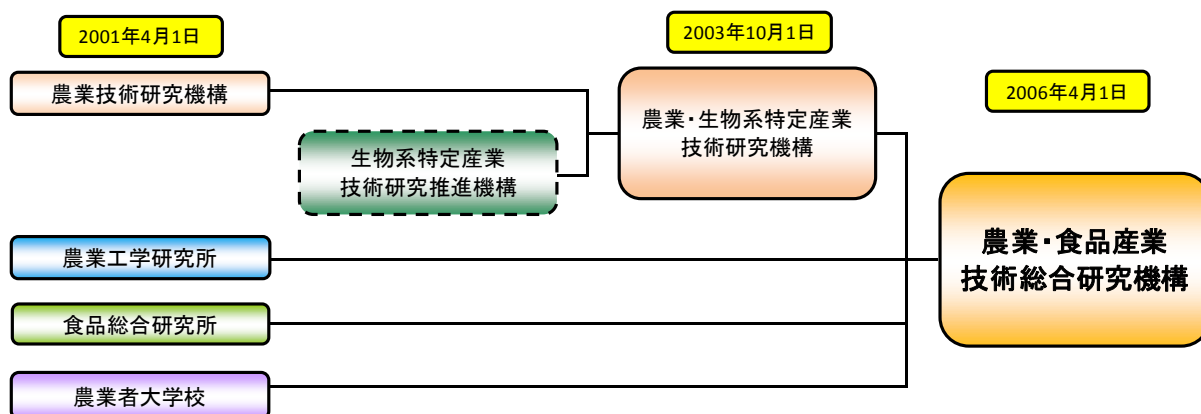 2001年4月1日
2003年10月1日
2006年4月1日
農業技術研究機構
生物系特定産業
技術研究推進機構
農業・生物系特定産業
技術研究機構
農業工学研究所
食品総合研究所
農業者大学校
農業・食品産業
技術総合研究機構